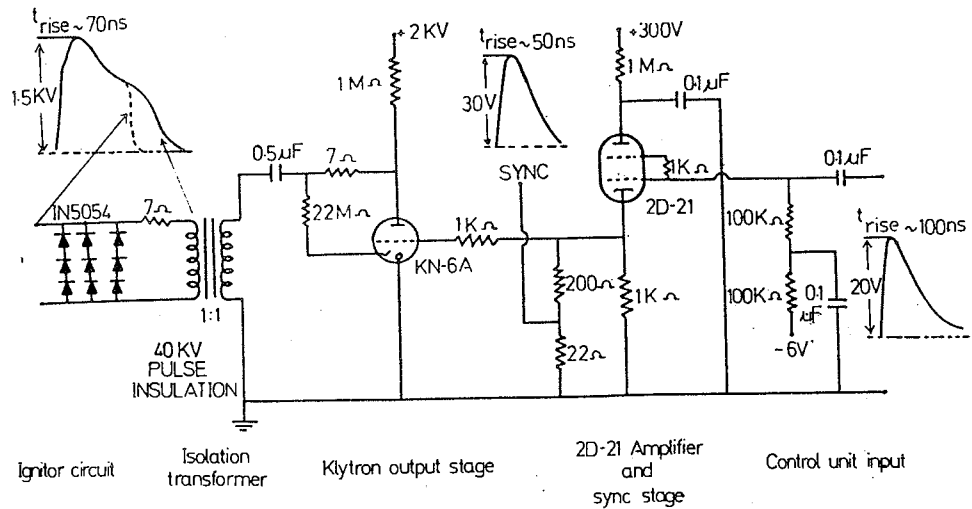 t rise ~ 70ns
1.5KV
1N5054
7Ω
1:1
40 KV
PULSE
INSULATION
0.5µF
7Ω
22MΩ
+2KV
1MΩ
KN-6A
1KΩ
t rise ~ 50ns
30V
SYNC
200Ω
22Ω
1KΩ
+300V
1MΩ
0.1µF
1KΩ
2D-21
0.1µF
100KΩ
100KΩ
0.1
µF
-6V
t rise ~ 100ns
20V
Ignitor circuit
Isolation
transformer
Klytron output stage
2D-21 Amplifier
and
sync stage
Control unit input